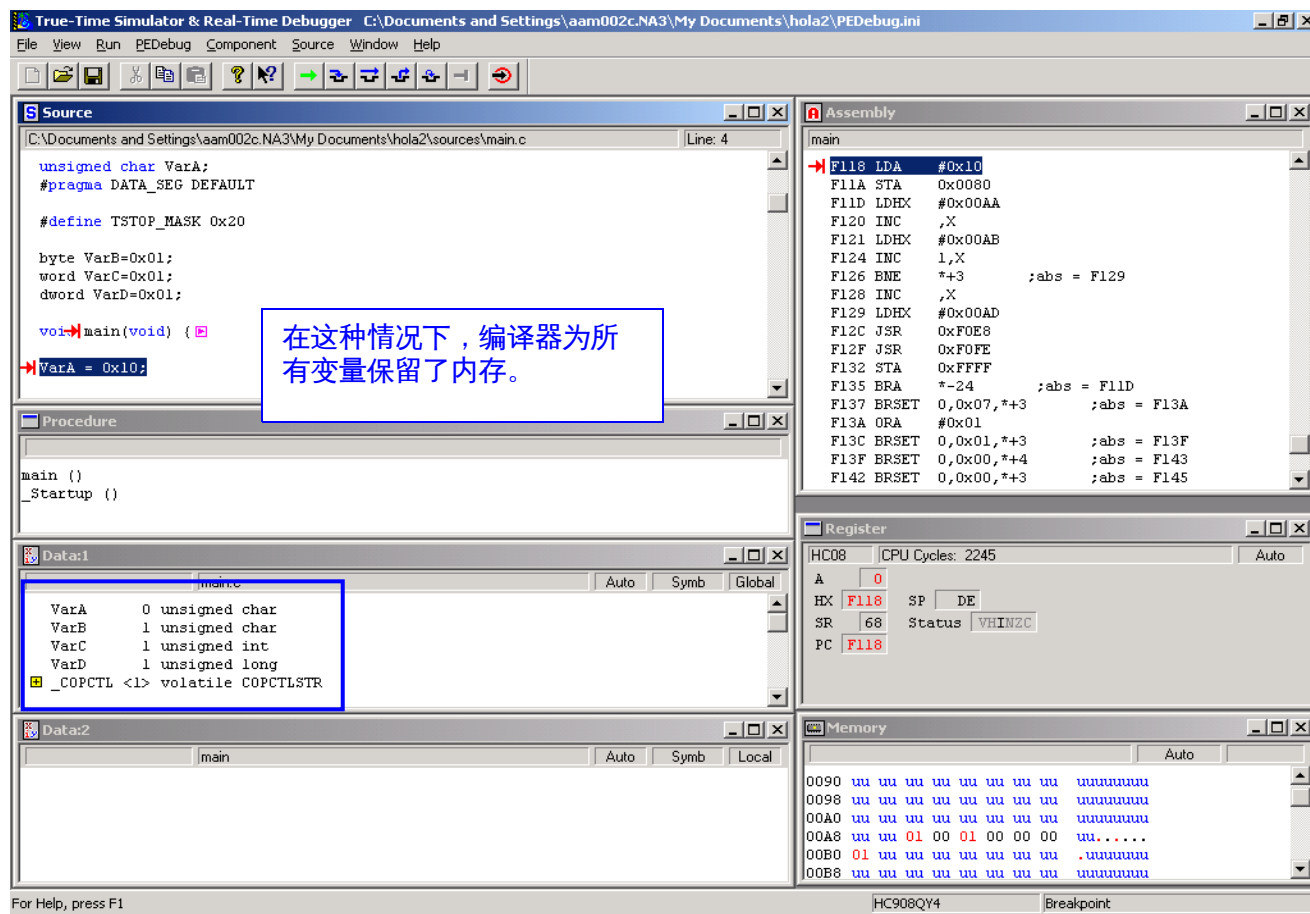 True-Time Simulator & Real-Time Debugger C:\Documents and Settings\aam002c.NA3\My Documents\hola2\PEDebug.ini
File View Run PEDebug Component Source Window Help
Source
C:\Documents and Settings\aam002c.NA3\My Documents\hola2\sources\main.c Line: 4
unsigned char VarA;
#pragma DATA_SEG DEFAULT
#define TSTOP_MASK 0x20
byte VarB=0x01;
word VarC=0x01;
dword VarD=0x01;
void main(void) {
VarA = 0x10;
在这种情况下，编译器为所
有变量保留了内存。
Procedure
main ()
_Startup ()
Data:1
main.c Auto Symb Global
VarA 0 unsigned char
VarB 1 unsigned char
VarC 1 unsigned int
VarD 1 unsigned long
_COPCTL <1> volatile COPCTLSTR
Data:2
main Auto Symb Local
Assembly
main
F118 LDA #0x10
F11A STA 0x0080
F11D LDHX #0x00AA
F120 INC ,X
F121 LDHX #0x00AB
F124 INC 1,X
F126 BNE *+3 ;abs = F129
F128 INC ,X
F129 LDHX #0x00AD
F12C JSR 0xF0E8
F12F JSR 0xF0FE
F132 STA 0xFFFF
F135 BRA *-24 ;abs = F11D
F137 BRSET 0,0x07,*+3 ;abs = F13A
F13A ORA #0x01
F13C BRSET 0,0x01,*+3 ;abs = F13F
F13F BRSET 0,0x00,*+4 ;abs = F143
F142 BRSET 0,0x00,*+3 ;abs = F145
Register
HC08 CPU Cycles: 2245 Auto
A 0
HX F118 SP DE
SR 68 Status VHINZC
PC F118
Memory
Auto
0090 uu uu uu uu uu uu uu uu uuuuuuuu
0098 uu uu uu uu uu uu uu uu uuuuuuuu
00A0 uu uu uu uu uu uu uu uu uuuuuuuu
00A8 uu uu 01 00 01 00 00 00 uu......
00B0 01 uu uu uu uu uu uu uu .uuuuuuu
00B8 uu uu uu uu uu uu uu uu uuuuuuuu
For Help, press F1 HC908QY4 Breakpoint